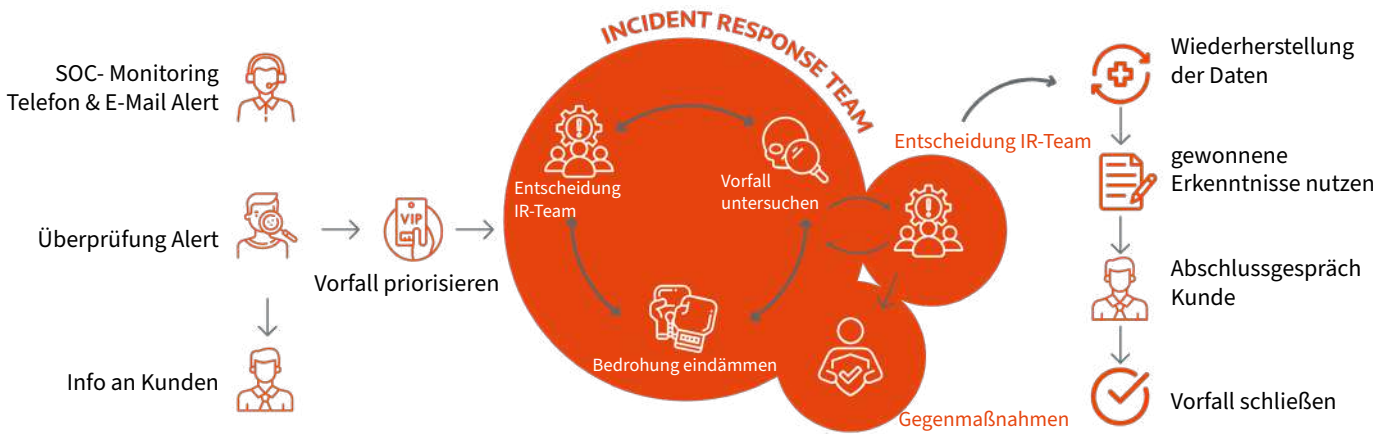 SOC- Monitoring
Telefon & E-Mail Alert
Überprüfung Alert
Info an Kunden
VIP
Vorfall priorisieren
INCIDENT RESPONSE TEAM
Entscheidung
IR-Team
Vorfall
untersuchen
Bedrohung eindämmen
Entscheidung IR-Team
Gegenmaßnahmen
Wiederherstellung
der Daten
gewonnene
Erkenntnisse nutzen
Abschlussgespräch
Kunde
Vorfall schließen